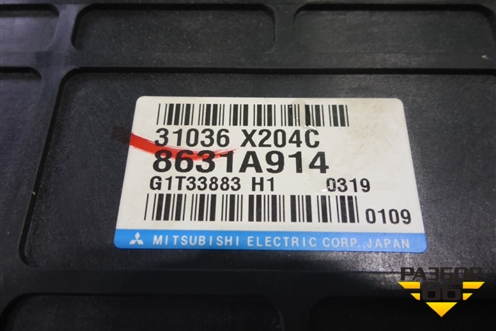 31036 X204C
8631A914
G1T33883 H1 0319
0109
MITSUBISHI ELECTRIC CORP., JAPAN
РАЗБОР